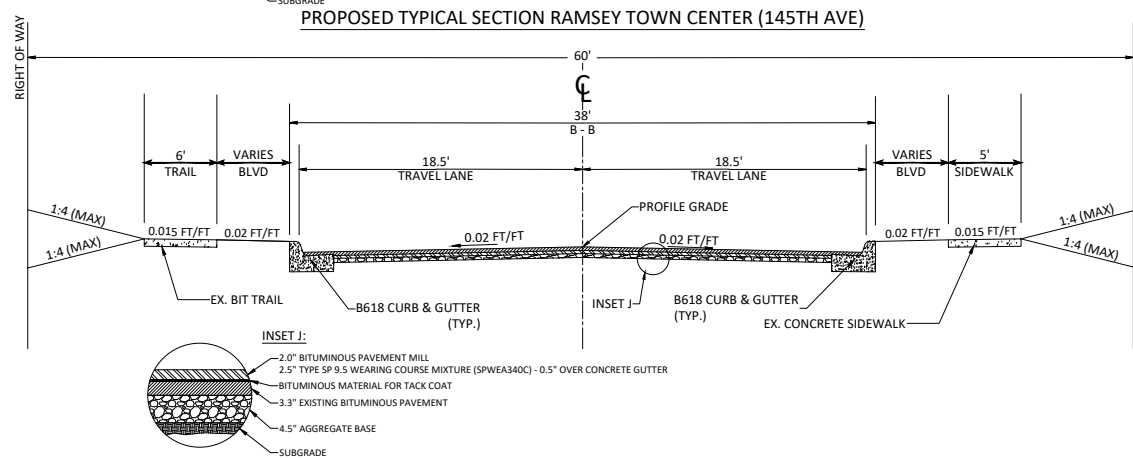 SUBGRADE
PROPOSED TYPICAL SECTION RAMSEY TOWN CENTER (145TH AVE)
RIGHT OF WAY
60'
CL
38'
B - B
6'
TRAIL
VARIES
BLVD
18.5'
TRAVEL LANE
18.5'
TRAVEL LANE
VARIES
BLVD
5'
SIDEWALK
1:4 (MAX)
1:4 (MAX)
0.015 FT/FT
0.02 FT/FT
0.02 FT/FT
PROFILE GRADE
0.02 FT/FT
0.02 FT/FT
0.015 FT/FT
1:4 (MAX)
1:4 (MAX)
EX. BIT TRAIL
B618 CURB & GUTTER
(TYP.)
INSET J
B618 CURB & GUTTER
(TYP.)
EX. CONCRETE SIDEWALK
INSET J:
2.0" BITUMINOUS PAVEMENT MILL
2.5" TYPE SP 9.5 WEARING COURSE MIXTURE (SPWEA340C) - 0.5" OVER CONCRETE GUTTER
BITUMINOUS MATERIAL FOR TACK COAT
3.3" EXISTING BITUMINOUS PAVEMENT
4.5" AGGREGATE BASE
SUBGRADE